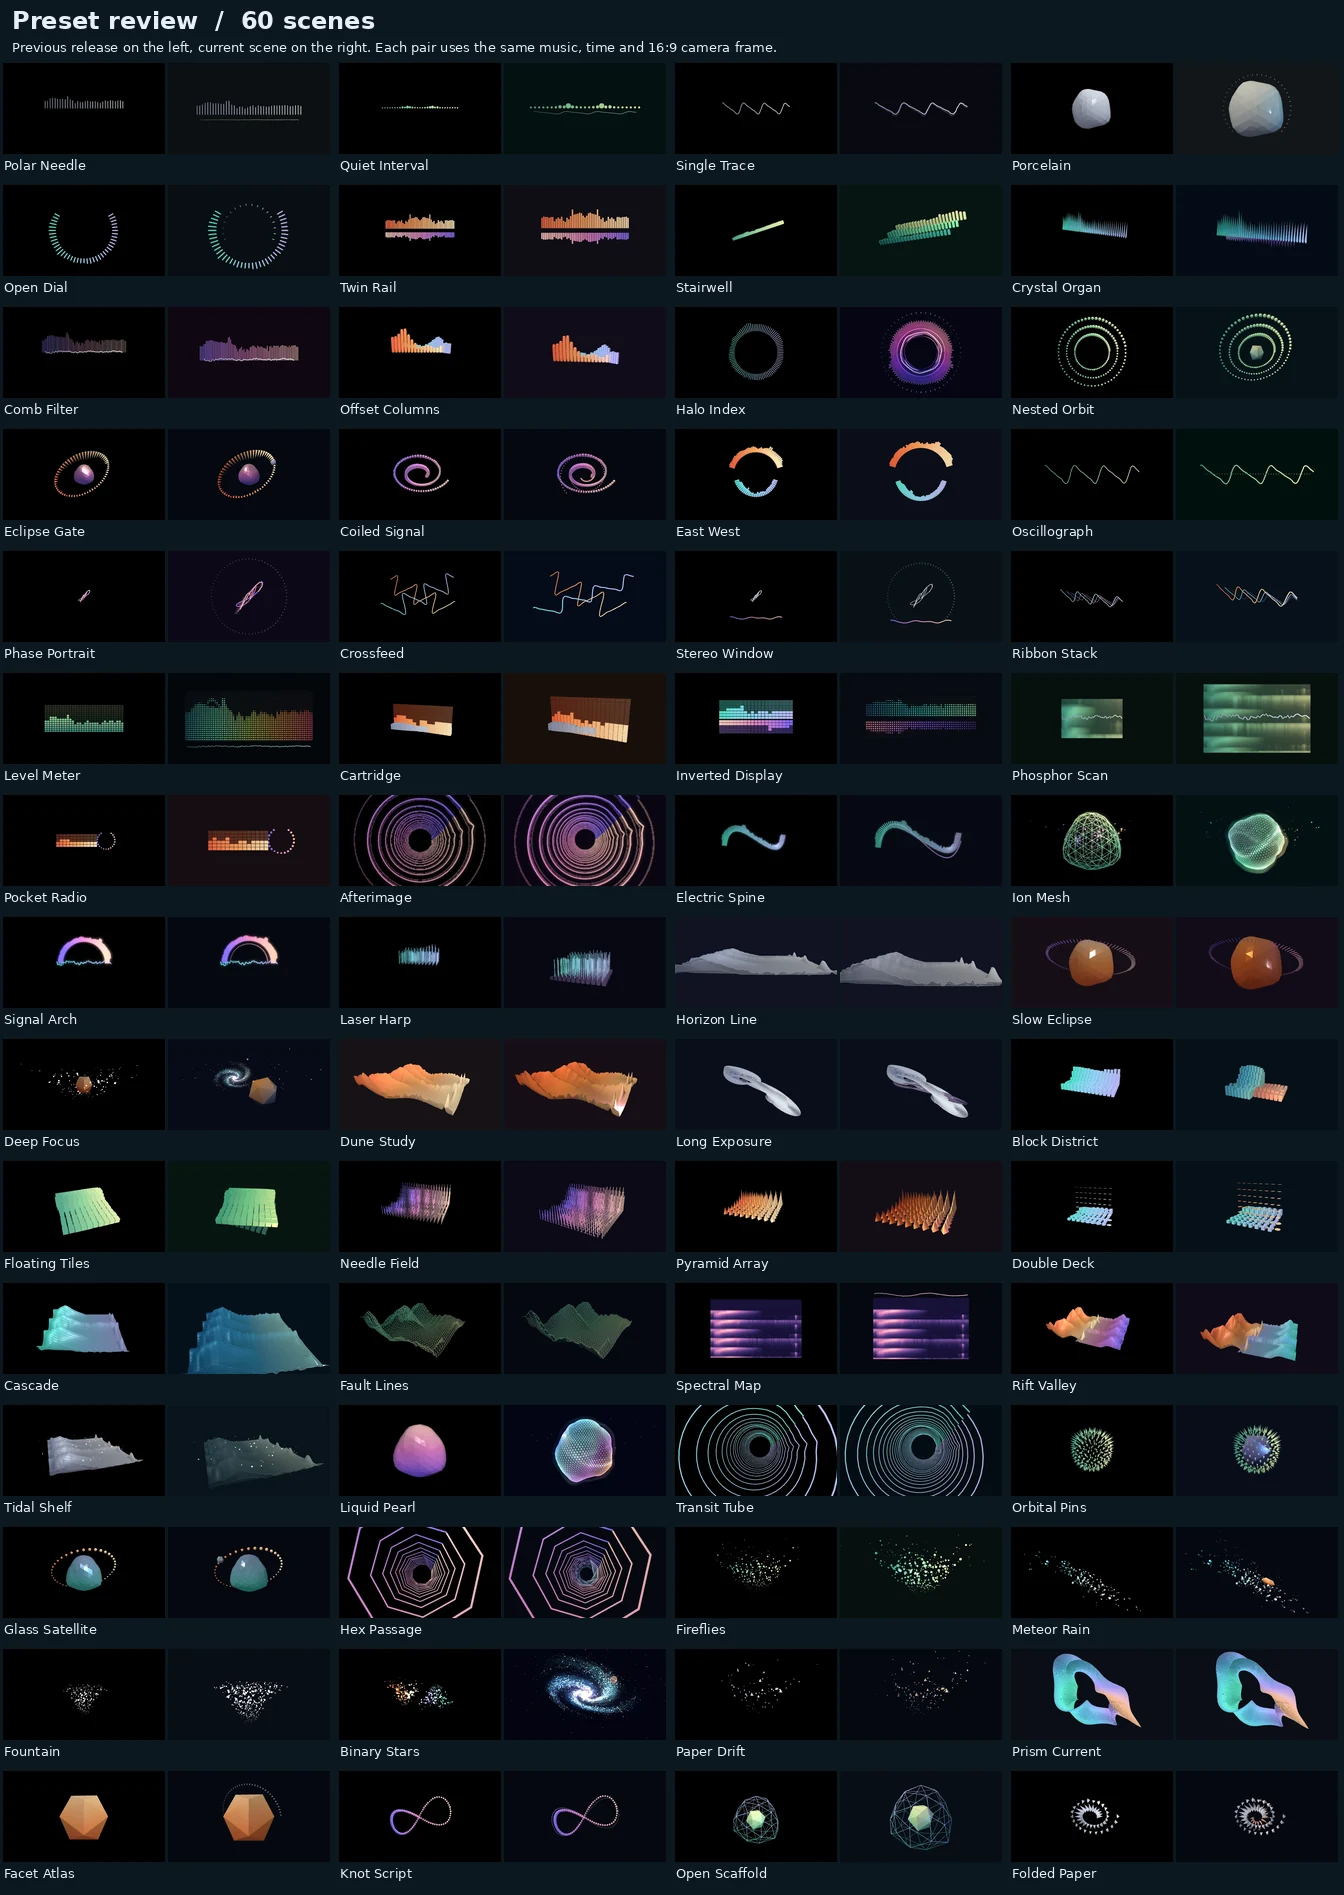 Preset review / 60 scenes
Previous release on the left, current scene on the right. Each pair uses the same music, time and 16:9 camera frame.
Polar Needle
Quiet Interval
Single Trace
Porcelain
Open Dial
Twin Rail
Stairwell
Crystal Organ
Comb Filter
Offset Columns
Halo Index
Nested Orbit
Eclipse Gate
Coiled Signal
East West
Oscillograph
Phase Portrait
Crossfeed
Stereo Window
Ribbon Stack
Level Meter
Cartridge
Inverted Display
Phosphor Scan
Pocket Radio
Afterimage
Electric Spine
Ion Mesh
Signal Arch
Laser Harp
Horizon Line
Slow Eclipse
Deep Focus
Dune Study
Long Exposure
Block District
Floating Tiles
Needle Field
Pyramid Array
Double Deck
Cascade
Fault Lines
Spectral Map
Rift Valley
Tidal Shelf
Liquid Pearl
Transit Tube
Orbital Pins
Glass Satellite
Hex Passage
Fireflies
Meteor Rain
Fountain
Binary Stars
Paper Drift
Prism Current
Facet Atlas
Knot Script
Open Scaffold
Folded Paper